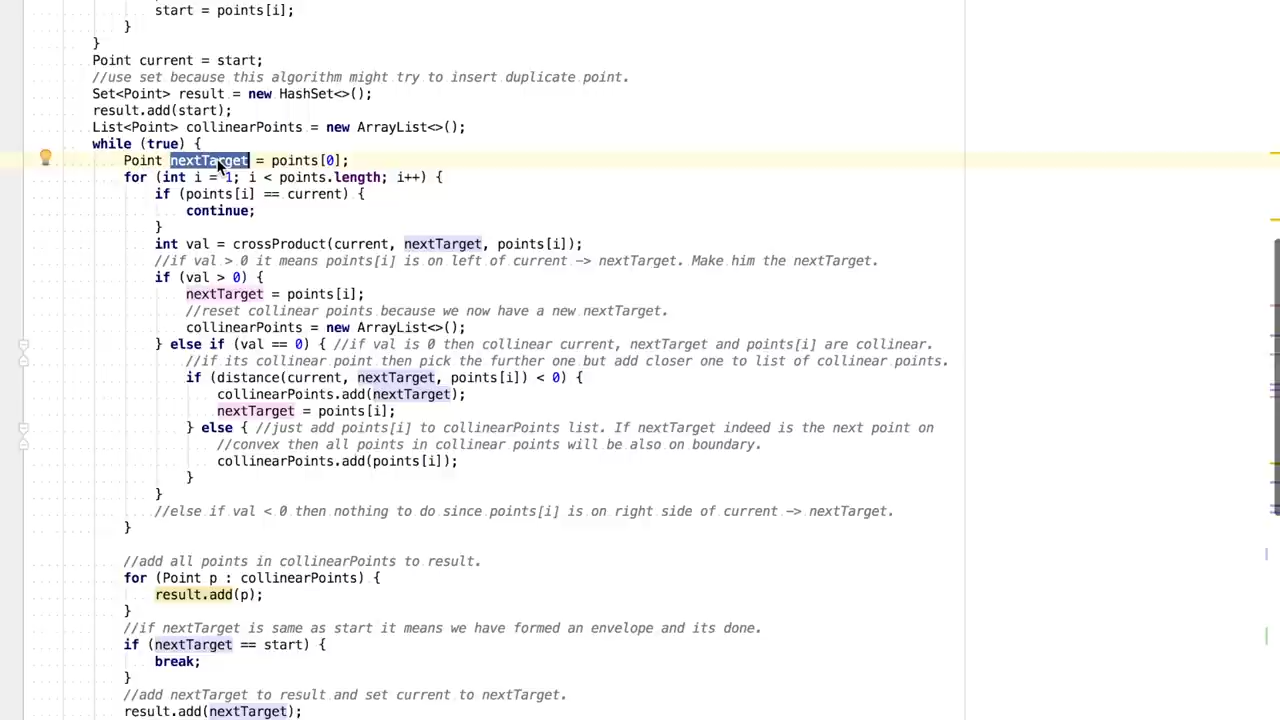 start = points[i];
}
}
Point current = start;
//use set because this algorithm might try to insert duplicate point.
Set<Point> result = new HashSet<>();
result.add(start);
List<Point> collinearPoints = new ArrayList<>();
while (true) {
Point nextTarget = points[0];
for (int i = 1; i < points.length; i++) {
if (points[i] == current) {
continue;
}
int val = crossProduct(current, nextTarget, points[i]);
//if val > 0 it means points[i] is on left of current -> nextTarget. Make him the nextTarget.
if (val > 0) {
nextTarget = points[i];
//reset collinear points because we now have a new nextTarget.
collinearPoints = new ArrayList<>();
} else if (val == 0) { //if val is 0 then collinear current, nextTarget and points[i] are collinear.
//if its collinear point then pick the further one but add closer one to list of collinear points.
if (distance(current, nextTarget, points[i]) < 0) {
collinearPoints.add(nextTarget);
nextTarget = points[i];
} else { //just add points[i] to collinearPoints list. If nextTarget indeed is the next point on
//convex then all points in collinear points will be also on boundary.
collinearPoints.add(points[i]);
}
}
//else if val < 0 then nothing to do since points[i] is on right side of current -> nextTarget.
}
//add all points in collinearPoints to result.
for (Point p : collinearPoints) {
result.add(p);
}
//if nextTarget is same as start it means we have formed an envelope and its done.
if (nextTarget == start) {
break;
}
//add nextTarget to result and set current to nextTarget.
result.add(nextTarget);